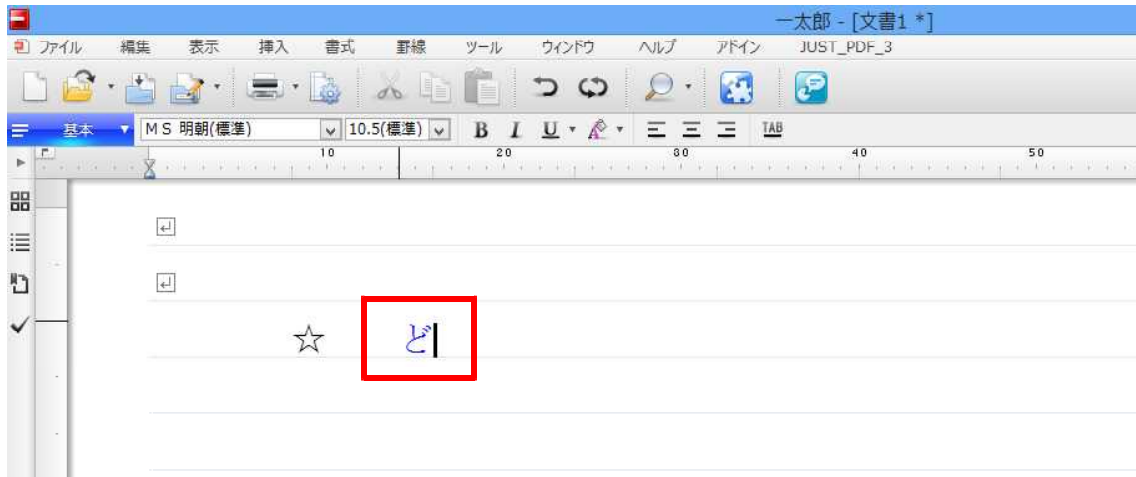 一太郎 - [文書1 *]
ファイル 編集 表示 挿入 書式 罫線 ツール ウィンドウ ヘルプ アドイン JUST_PDF_3
基本 ＭＳ 明朝(標準) 10.5(標準) B I U A TAB
10 20 30 40 50
☆ ど